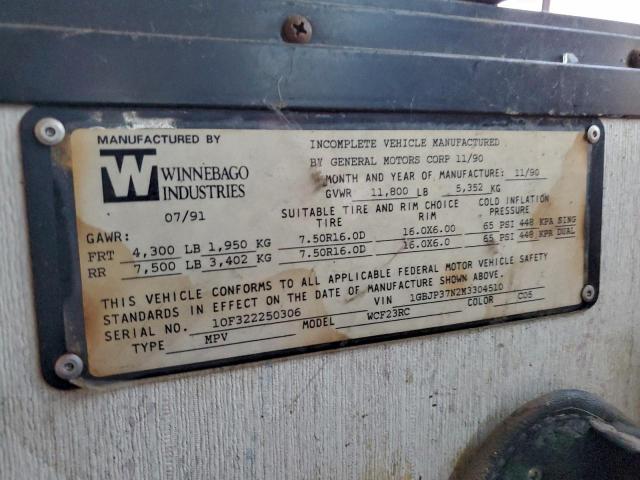 MANUFACTURED BY
W WINNEBAGO
INDUSTRIES
07/91
INCOMPLETE VEHICLE MANUFACTURED
BY GENERAL MOTORS CORP 11/90
MONTH AND YEAR OF MANUFACTURE: 11/90
GVWR 11,800 LB 5,352 KG
SUITABLE TIRE AND RIM CHOICE COLD INFLATION
GAWR: TIRE RIM PRESSURE
FRT 4,300 LB 1,950 KG 7.50R16.0D 16.0X6.00 65 PSI 448 KPA SING
RR 7,500 LB 3,402 KG 7.50R16.0D 16.0X6.0 65 PSI 448 KPA DUAL
THIS VEHICLE CONFORMS TO ALL APPLICABLE FEDERAL MOTOR VEHICLE SAFETY
STANDARDS IN EFFECT ON THE DATE OF MANUFACTURE SHOWN ABOVE.
SERIAL NO. 10F322250306 VIN 1GBJP37N2M3304510
TYPE MPV MODEL WCF23RC COLOR C05